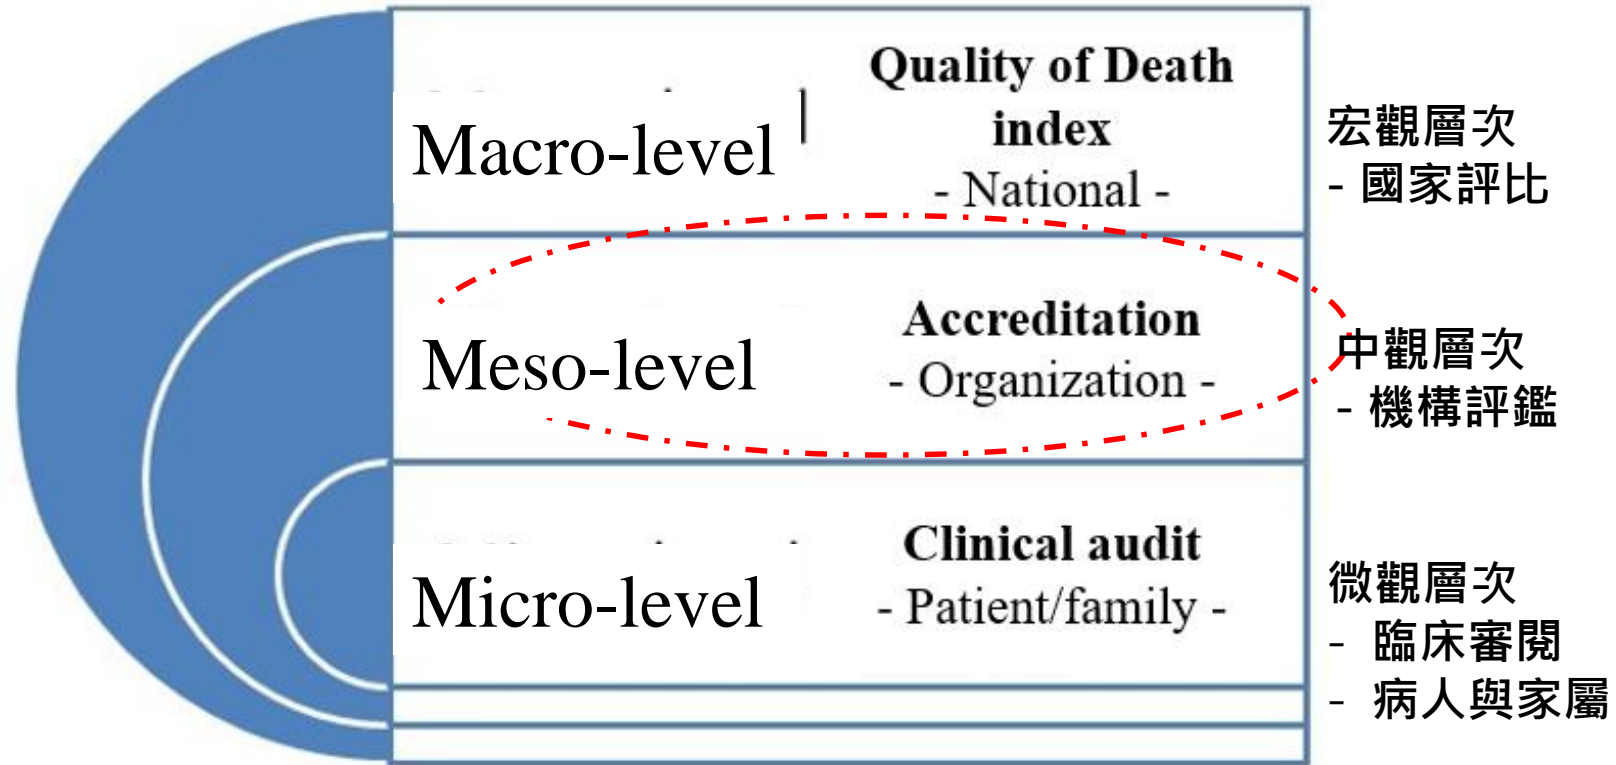 Macro-level
Quality of Death
index
- National -
宏觀層次
- 國家評比
Meso-level
Accreditation
- Organization -
中觀層次
- 機構評鑑
Micro-level
Clinical audit
- Patient/family -
微觀層次
- 臨床審閱
- 病人與家屬